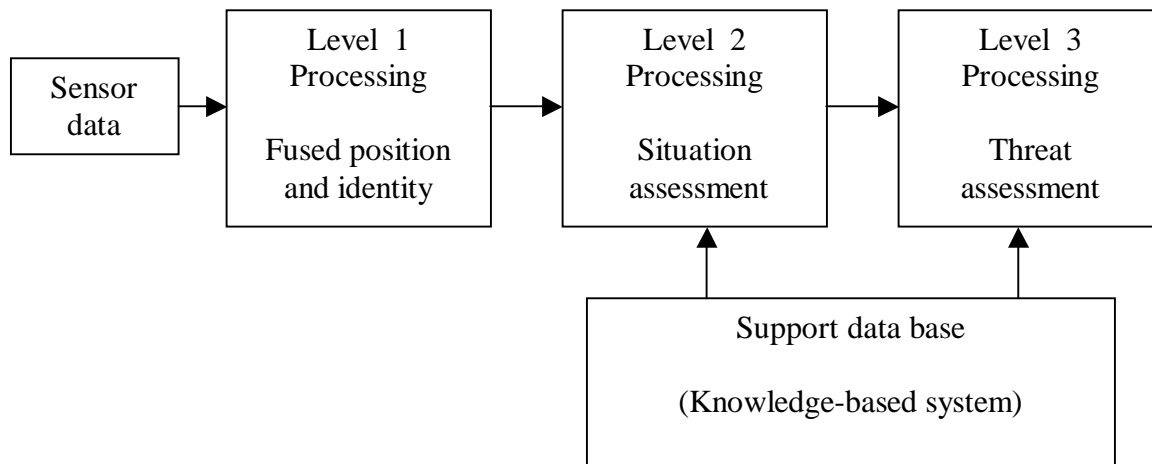 Sensor
data
Level 1
Processing
Fused position
and identity
Level 2
Processing
Situation
assessment
Level 3
Processing
Threat
assessment
Support data base
(Knowledge-based system)